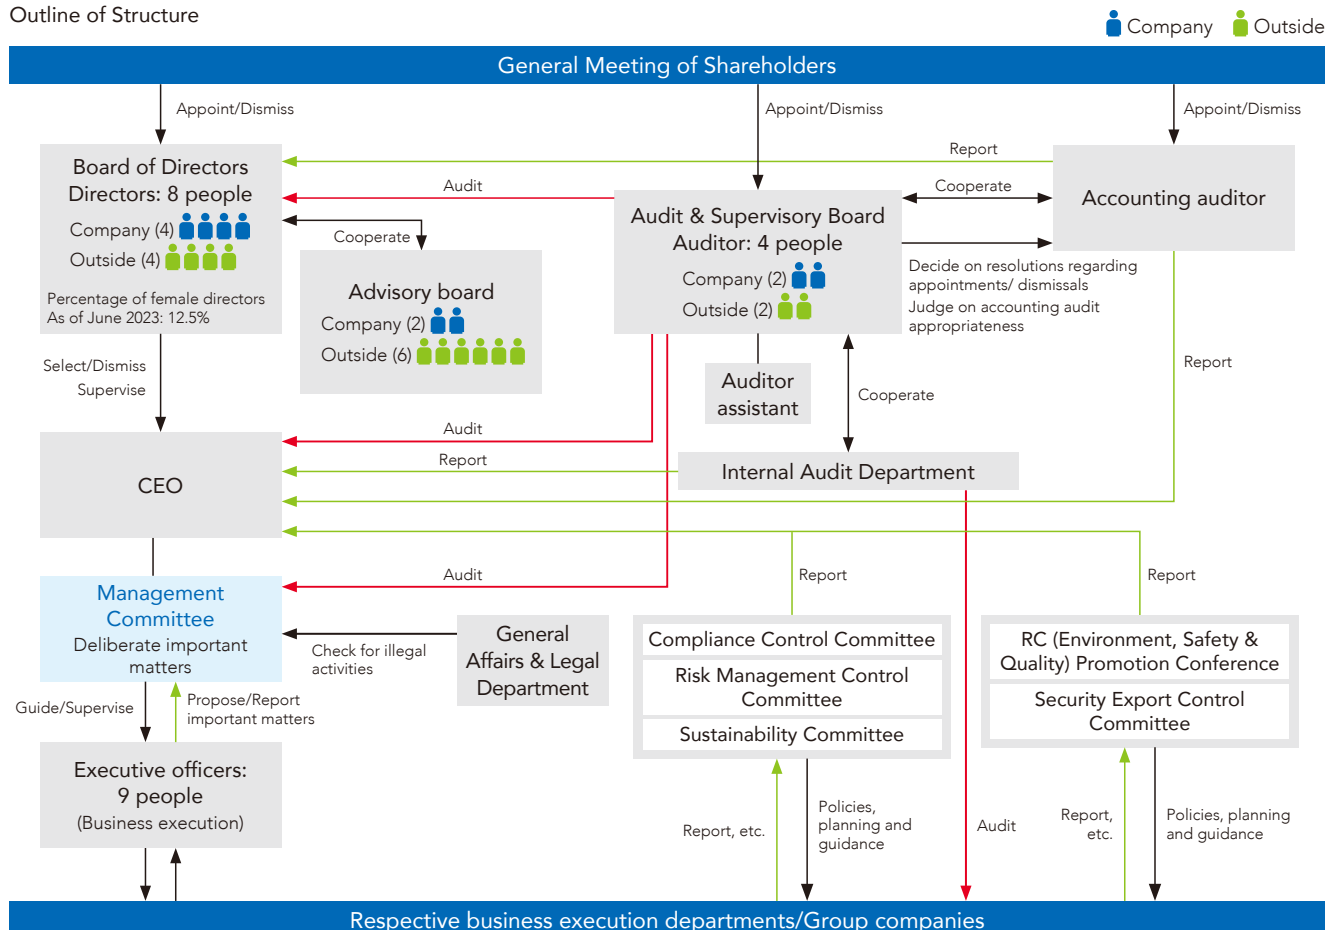 Outline of Structure
Company
Outside
General Meeting of Shareholders
Appoint/Dismiss
Appoint/Dismiss
Appoint/Dismiss
Board of Directors
Directors: 8 people
Company (4)
Outside (4)
Percentage of female directors
As of June 2023: 12.5%
Report
Audit
Cooperate
Advisory board
Company (2)
Outside (6)
Audit & Supervisory Board
Auditor: 4 people
Company (2)
Outside (2)
Cooperate
Accounting auditor
Decide on resolutions regarding
appointments/ dismissals
Judge on accounting audit
appropriateness
Select/Dismiss
Supervise
Auditor
assistant
Cooperate
Report
Audit
Report
CEO
Internal Audit Department
Management
Committee
Deliberate important
matters
Audit
Check for illegal
activities
General
Affairs & Legal
Department
Report
Report
Compliance Control Committee
Risk Management Control
Committee
Sustainability Committee
RC (Environment, Safety &
Quality) Promotion Conference
Security Export Control
Committee
Guide/Supervise
Propose/Report
important matters
Executive officers:
9 people
(Business execution)
Report, etc.
Policies,
planning and
guidance
Audit
Report,
etc.
Policies, planning
and guidance
Respective business execution departments/Group companies